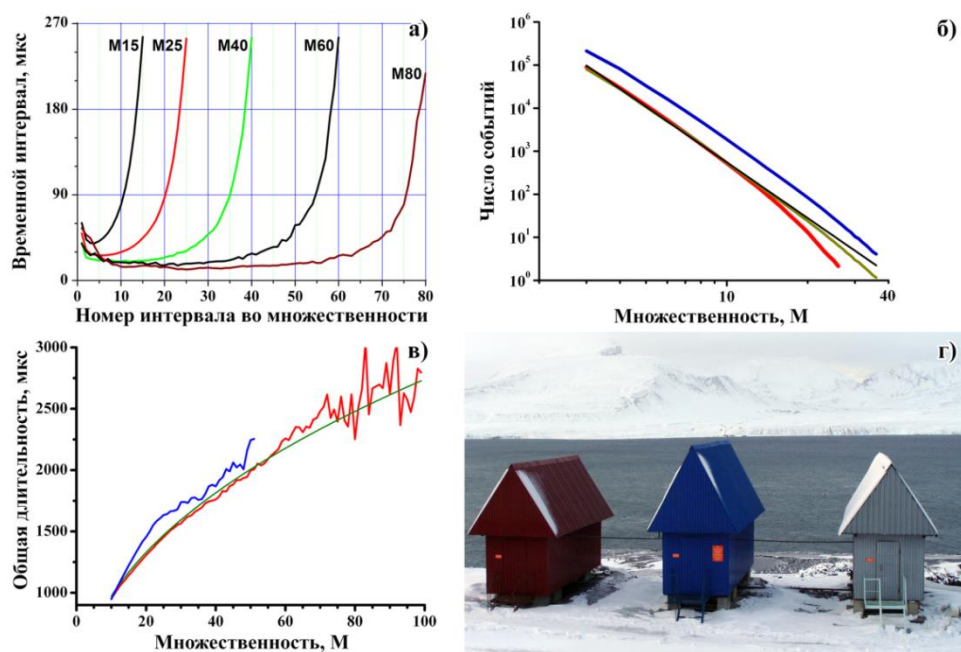 а)
Временной интервал, мкс
270
180
90
0
M15
M25
M40
M60
M80
0 10 20 30 40 50 60 70 80
Номер интервала во множественности
б)
Число событий
10^6
10^5
10^4
10^3
10^2
10^1
10^0
10 40
Множественность, М
в)
Общая длительность, мкс
3000
2500
2000
1500
1000
0 20 40 60 80 100
Множественность, М
г)